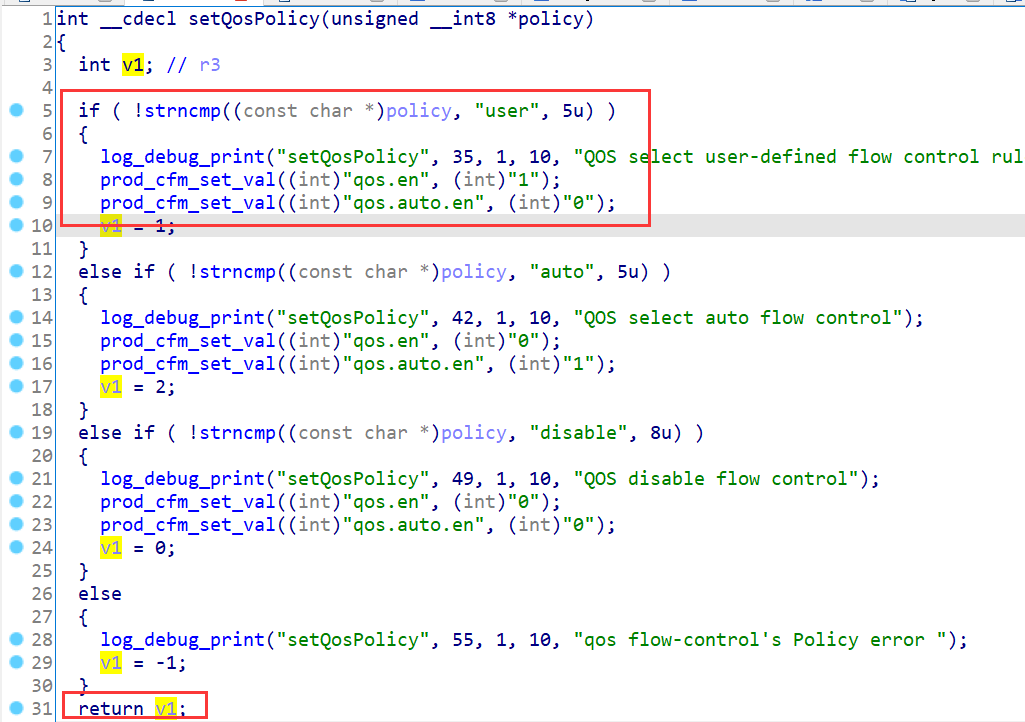 1 int __cdecl setQosPolicy(unsigned __int8 *policy)
2 {
3   int v1; // r3
4
5   if ( !strncmp((const char *)policy, "user", 5u) )
6   {
7     log_debug_print("setQosPolicy", 35, 1, 10, "QOS select user-defined flow control rul
8     prod_cfm_set_val((int)"qos.en", (int)"1");
9     prod_cfm_set_val((int)"qos.auto.en", (int)"0");
10     v1 = 1;
11   }
12   else if ( !strncmp((const char *)policy, "auto", 5u) )
13   {
14     log_debug_print("setQosPolicy", 42, 1, 10, "QOS select auto flow control");
15     prod_cfm_set_val((int)"qos.en", (int)"0");
16     prod_cfm_set_val((int)"qos.auto.en", (int)"1");
17     v1 = 2;
18   }
19   else if ( !strncmp((const char *)policy, "disable", 8u) )
20   {
21     log_debug_print("setQosPolicy", 49, 1, 10, "QOS disable flow control");
22     prod_cfm_set_val((int)"qos.en", (int)"0");
23     prod_cfm_set_val((int)"qos.auto.en", (int)"0");
24     v1 = 0;
25   }
26   else
27   {
28     log_debug_print("setQosPolicy", 55, 1, 10, "qos flow-control's Policy error ");
29     v1 = -1;
30   }
31   return v1;